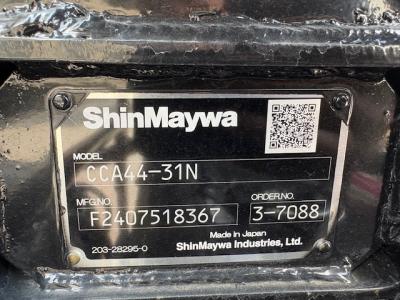 ShinMaywa
MODEL
CCA44-31N
MFG.NO. ORDER.NO.
F2407518367 3-7088
Made in Japan
203-28295-0 ShinMaywa Industries, Ltd.